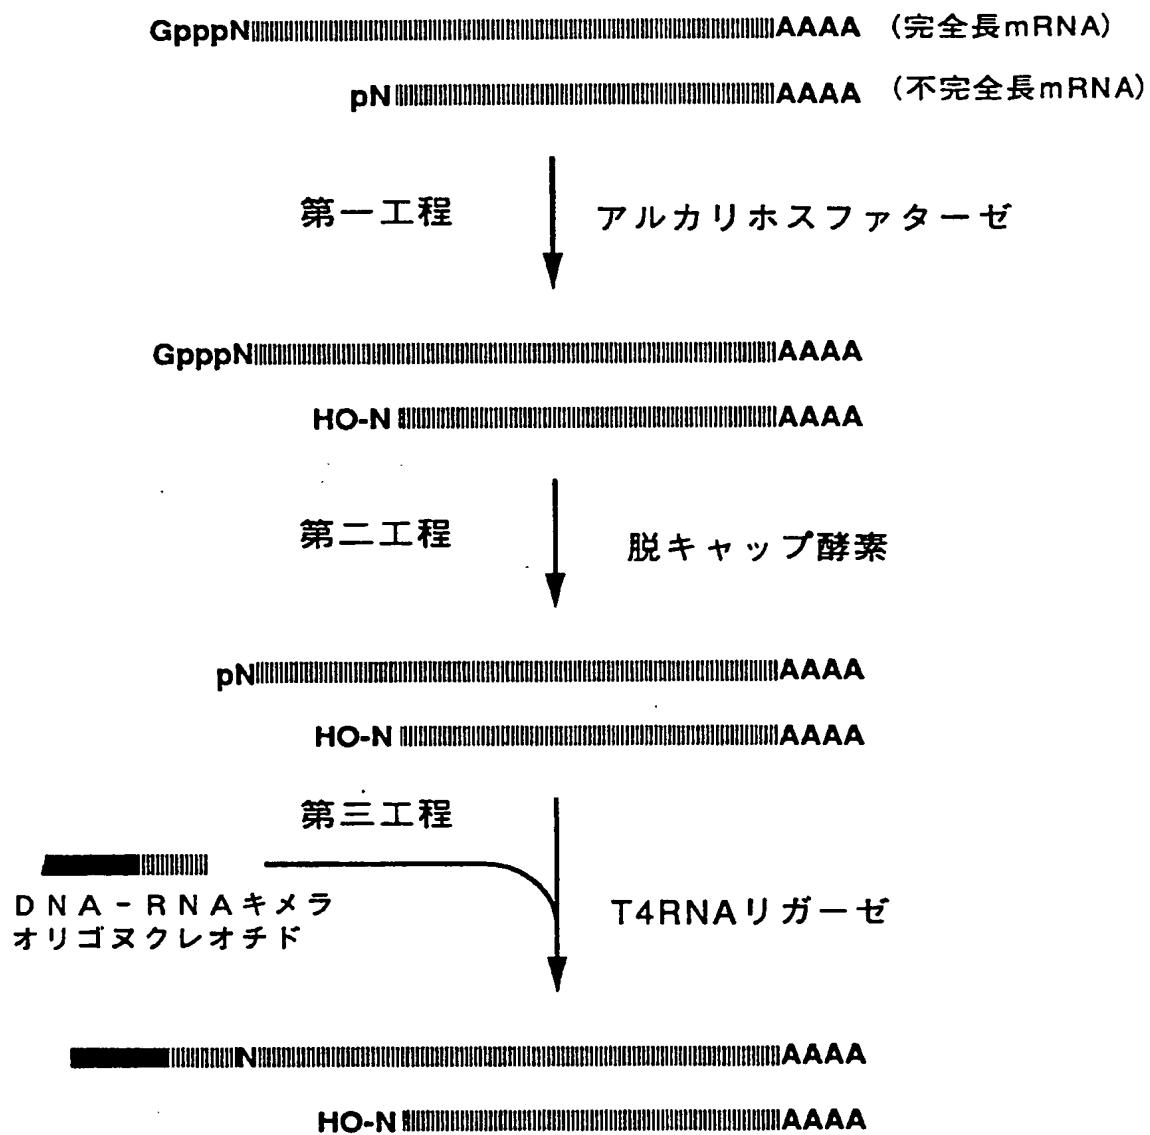 GpppN AAAA (完全長mRNA)
pN AAAA (不完全長mRNA)
第一工程 アルカリホスファターゼ
GpppN AAAA
HO-N AAAA
第二工程 脱キャップ酵素
pN AAAA
HO-N AAAA
第三工程
DNA-RNAキメラ
オリゴヌクレオチド
T4RNAリガーゼ
N AAAA
HO-N AAAA